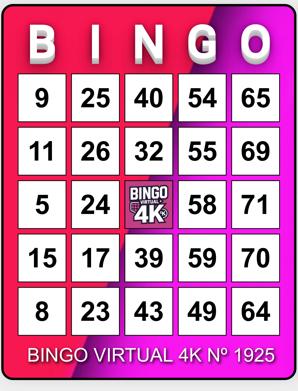 BINGO
9 25 40 54 65
11 26 32 55 69
5 24 BINGO VIRTUAL 4K 58 71
15 17 39 59 70
8 23 43 49 64
BINGO VIRTUAL 4K Nº 1925